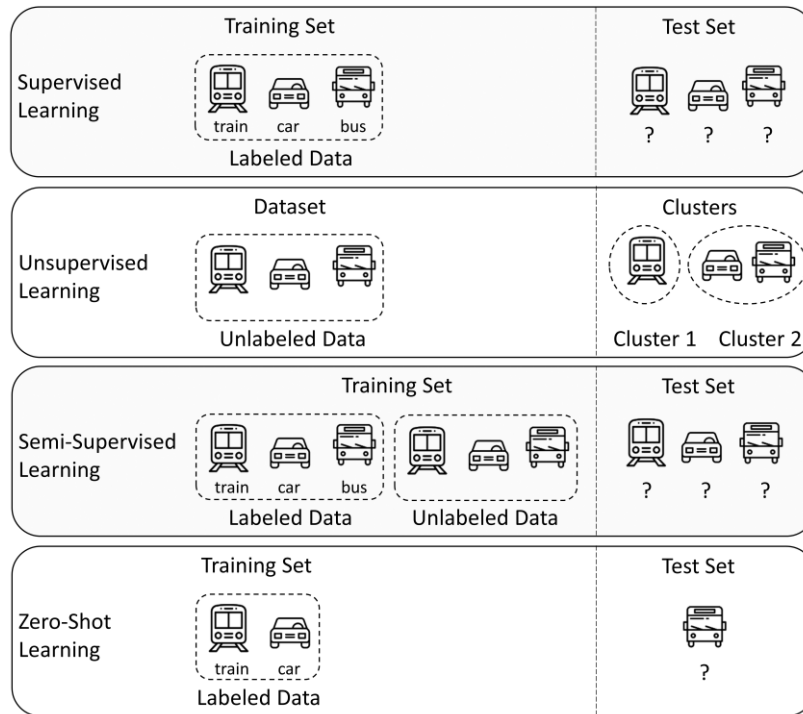 Training Set
Test Set
Supervised
Learning
train car bus
? ? ?
Labeled Data
Dataset
Clusters
Unsupervised
Learning
Unlabeled Data
Cluster 1 Cluster 2
Training Set
Test Set
Semi-Supervised
Learning
train car bus
? ? ?
Labeled Data
Unlabeled Data
Training Set
Test Set
Zero-Shot
Learning
train car
?
Labeled Data